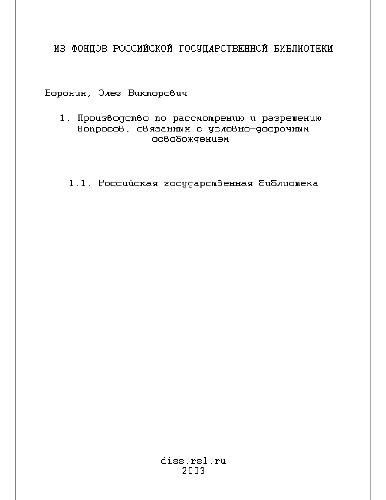 ИЗ ФОНДОВ РОССИЙСКОЙ ГОСУДАРСТВЕННОЙ БИБЛИОТЕКИ
Воронин, Олег Викторович
1. Производство по рассмотрению и разрешению
вопросов, связанных с условно-досрочным
освобождением
1.1. Российская государственная библиотека
diss.rsl.ru
2003